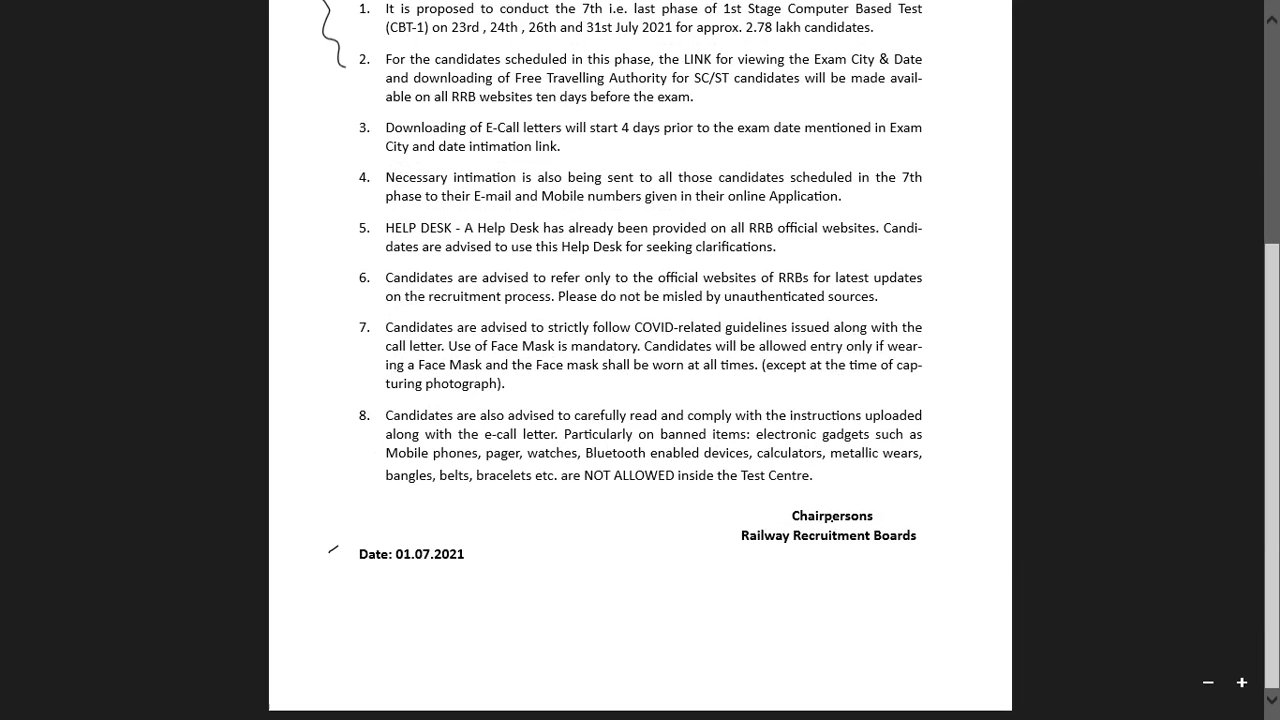 1. It is proposed to conduct the 7th i.e. last phase of 1st Stage Computer Based Test
(CBT-1) on 23rd , 24th , 26th and 31st July 2021 for approx. 2.78 lakh candidates.
2. For the candidates scheduled in this phase, the LINK for viewing the Exam City & Date
and downloading of Free Travelling Authority for SC/ST candidates will be made avail-
able on all RRB websites ten days before the exam.
3. Downloading of E-Call letters will start 4 days prior to the exam date mentioned in Exam
City and date intimation link.
4. Necessary intimation is also being sent to all those candidates scheduled in the 7th
phase to their E-mail and Mobile numbers given in their online Application.
5. HELP DESK - A Help Desk has already been provided on all RRB official websites. Candi-
dates are advised to use this Help Desk for seeking clarifications.
6. Candidates are advised to refer only to the official websites of RRBs for latest updates
on the recruitment process. Please do not be misled by unauthenticated sources.
7. Candidates are advised to strictly follow COVID-related guidelines issued along with the
call letter. Use of Face Mask is mandatory. Candidates will be allowed entry only if wear-
ing a Face Mask and the Face mask shall be worn at all times. (except at the time of cap-
turing photograph).
8. Candidates are also advised to carefully read and comply with the instructions uploaded
along with the e-call letter. Particularly on banned items: electronic gadgets such as
Mobile phones, pager, watches, Bluetooth enabled devices, calculators, metallic wears,
bangles, belts, bracelets etc. are NOT ALLOWED inside the Test Centre.
Chairpersons
Railway Recruitment Boards
Date: 01.07.2021